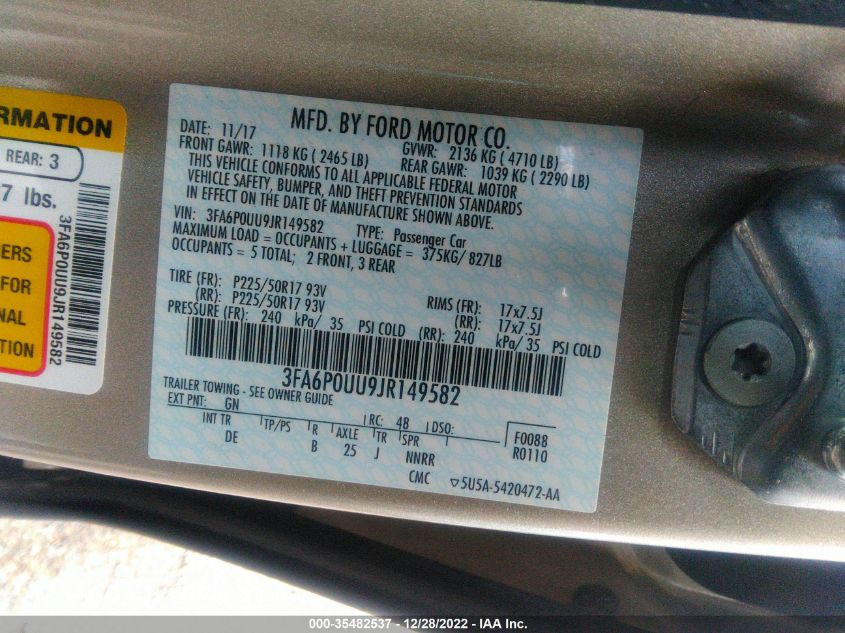 RMATION
REAR: 3
7 lbs.
ERS
FOR
NAL
TION
3FA6P0UU9JR149582
MFD. BY FORD MOTOR CO.
DATE: 11/17 GVWR: 2136 KG ( 4710 LB)
FRONT GAWR: 1118 KG ( 2465 LB) REAR GAWR: 1039 KG ( 2290 LB)
THIS VEHICLE CONFORMS TO ALL APPLICABLE FEDERAL MOTOR
VEHICLE SAFETY, BUMPER, AND THEFT PREVENTION STANDARDS
IN EFFECT ON THE DATE OF MANUFACTURE SHOWN ABOVE.
VIN: 3FA6P0UU9JR149582 TYPE: Passenger Car
MAXIMUM LOAD = OCCUPANTS + LUGGAGE = 375KG/ 827LB
OCCUPANTS = 5 TOTAL; 2 FRONT, 3 REAR
TIRE (FR): P225/50R17 93V RIMS (FR): 17x7.5J
(RR): P225/50R17 93V (RR): 17x7.5J
PRESSURE (FR): 240 kPa/ 35 PSI COLD (RR): 240 kPa/ 35 PSI COLD
3FA6P0UU9JR149582
TRAILER TOWING - SEE OWNER GUIDE
EXT PNT: GN RC: 48 DSO: F0088
INT TR TP/PS R AXLE TR SPR R0110
DE B 25 J NNRR
CMC ▽5U5A-5420472-AA
000-35482537 - 12/28/2022 - IAA Inc.